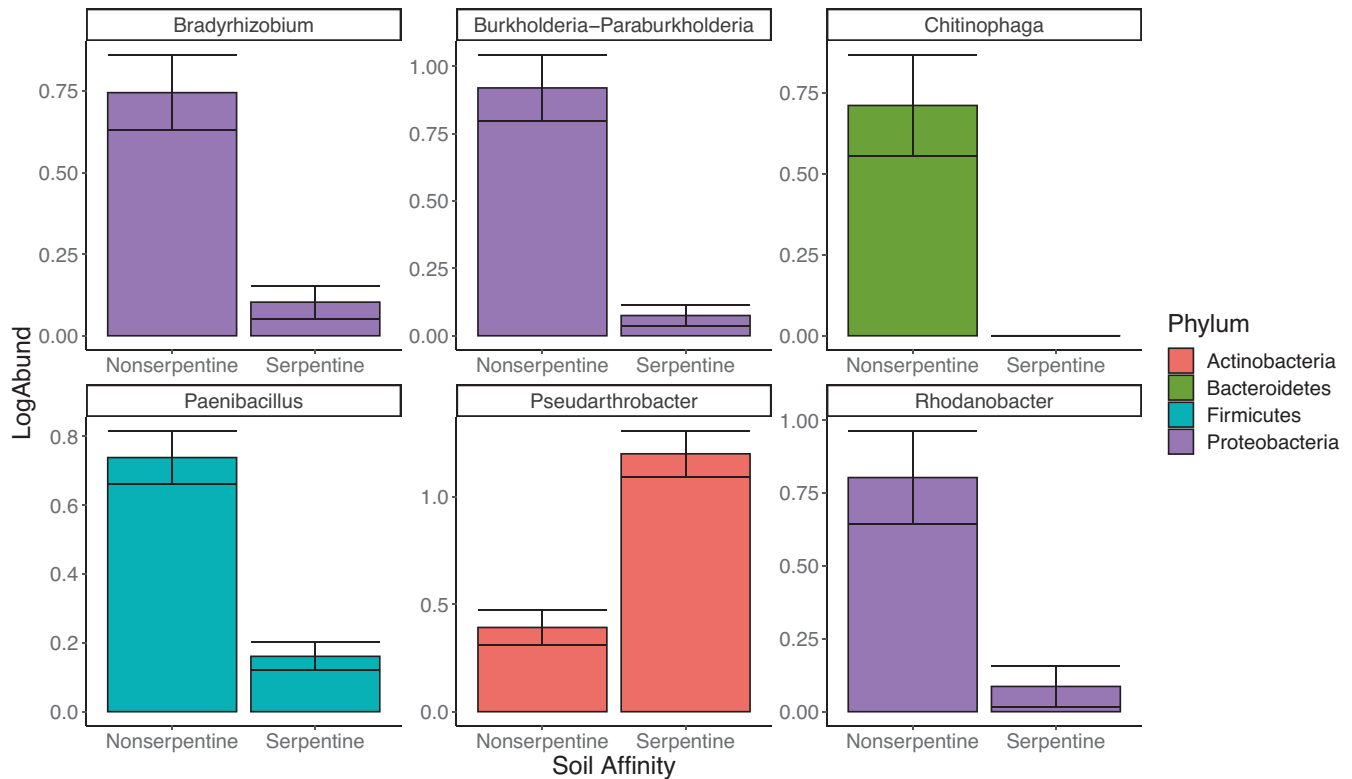 Bradyrhizobium
Burkholderia−Paraburkholderia
Chitinophaga
0.75
0.50
0.25
0.00
1.00
0.75
0.50
0.25
0.00
0.75
0.50
0.25
0.00
Nonserpentine Serpentine
Nonserpentine Serpentine
Nonserpentine Serpentine
LogAbund
Paenibacillus
Pseudarthrobacter
Rhodanobacter
0.8
0.6
0.4
0.2
0.0
1.0
0.5
0.0
1.00
0.75
0.50
0.25
0.00
Nonserpentine Serpentine
Nonserpentine Serpentine
Nonserpentine Serpentine
Soil Affinity
Phylum
Actinobacteria
Bacteroidetes
Firmicutes
Proteobacteria